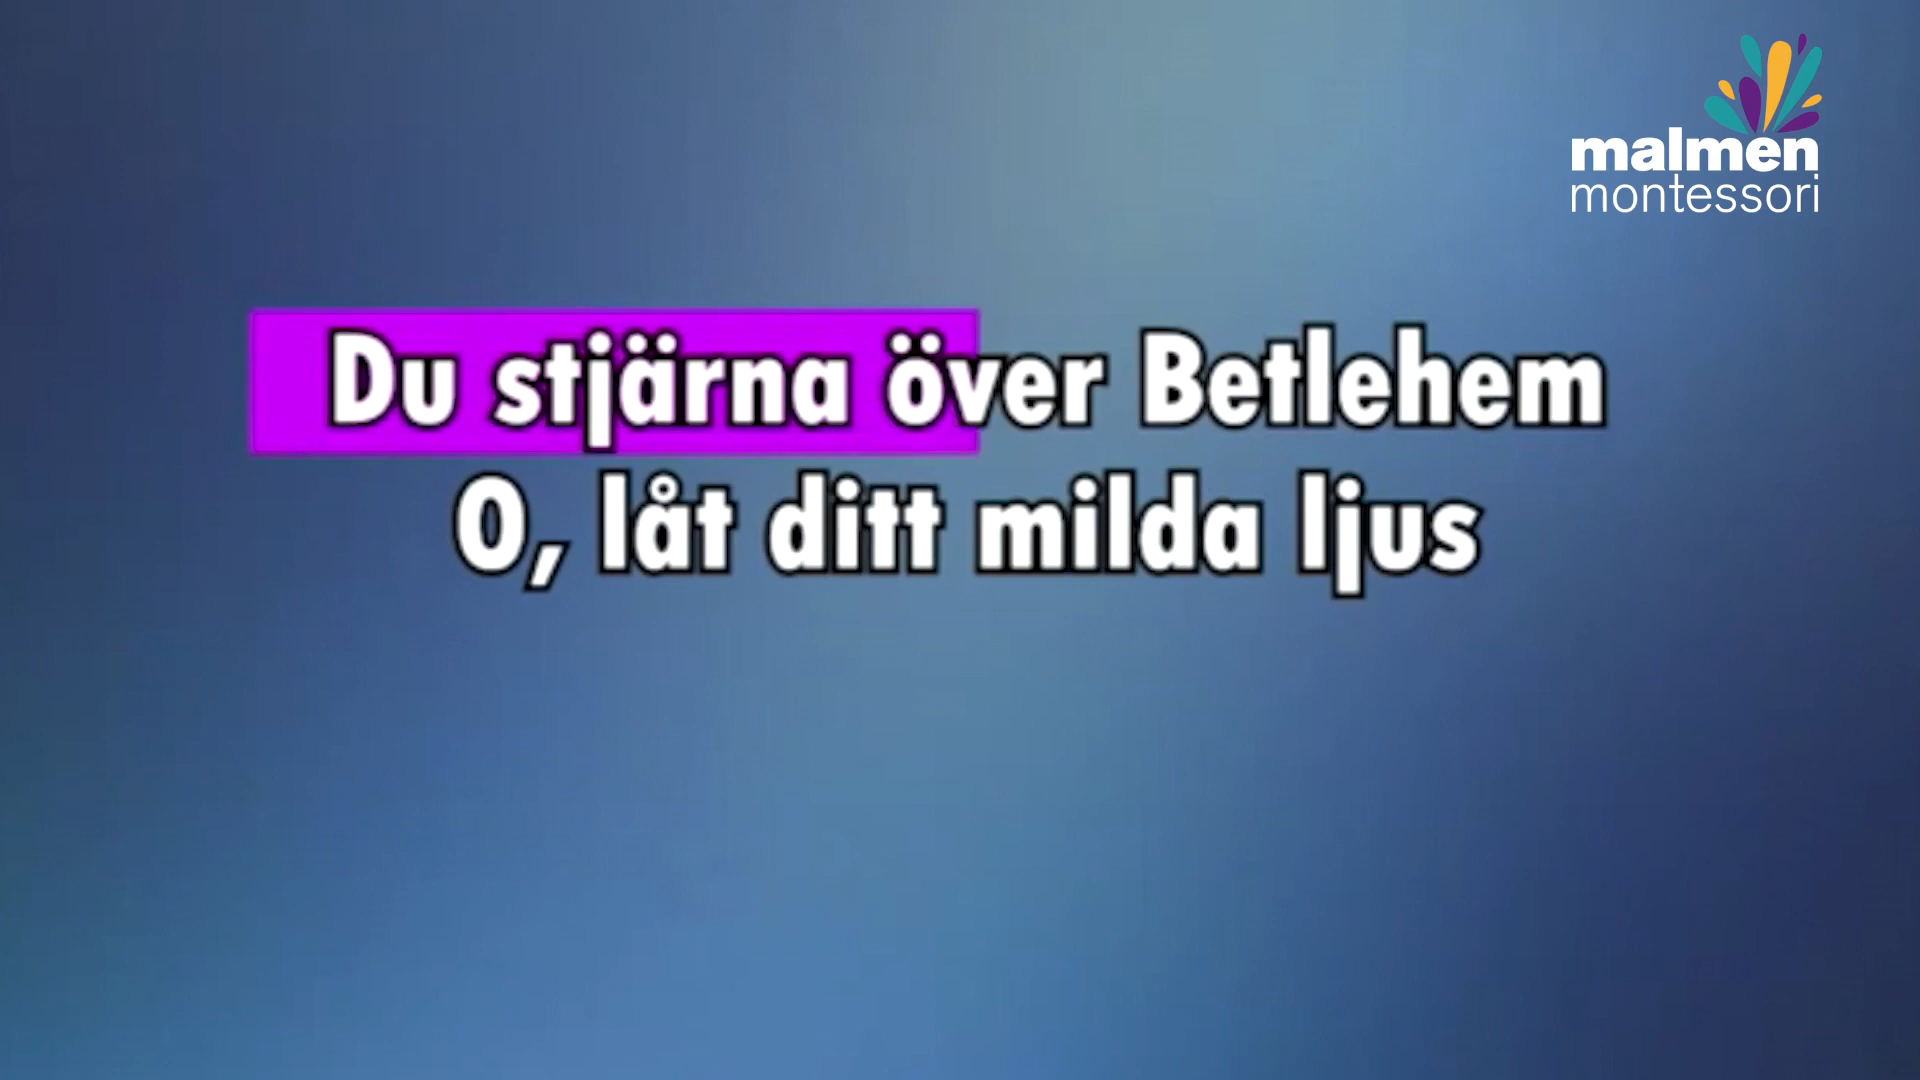 malmen
montessori
Du stjärna över Betlehem
O, låt ditt milda ljus